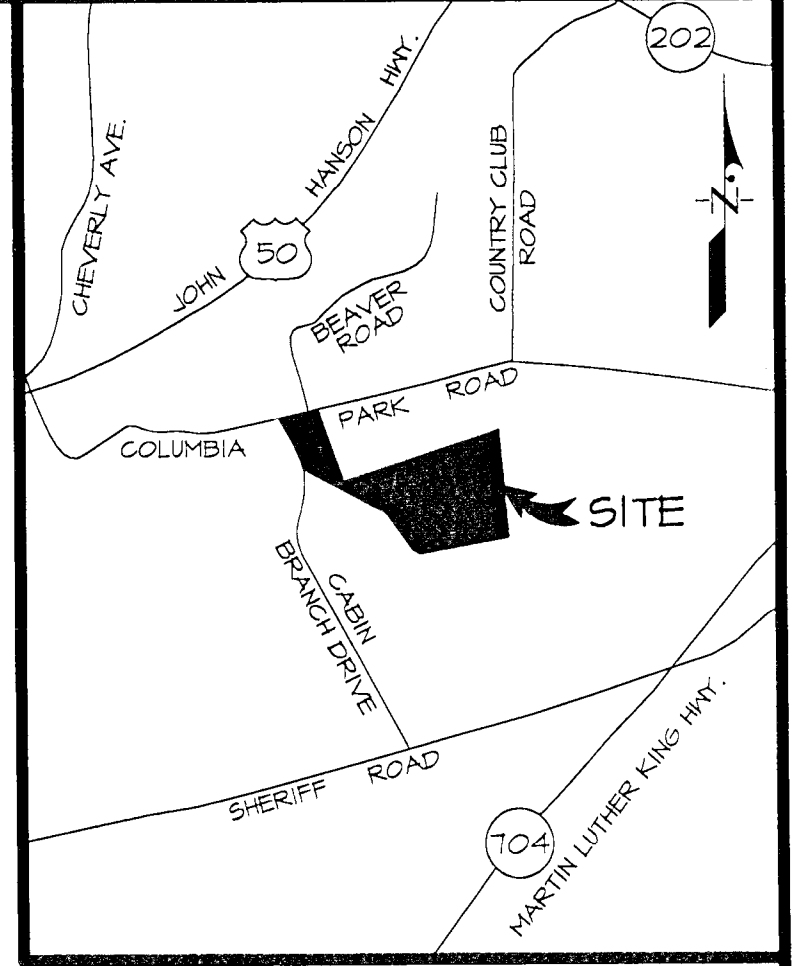 202
CHEVERLY AVE.
JOHN HANSON HWY.
50
COUNTRY CLUB
ROAD
N
BEAVER
ROAD
COLUMBIA PARK ROAD
SITE
CABIN
BRANCH DRIVE
SHERIFF ROAD
704
MARTIN LUTHER KING HWY.